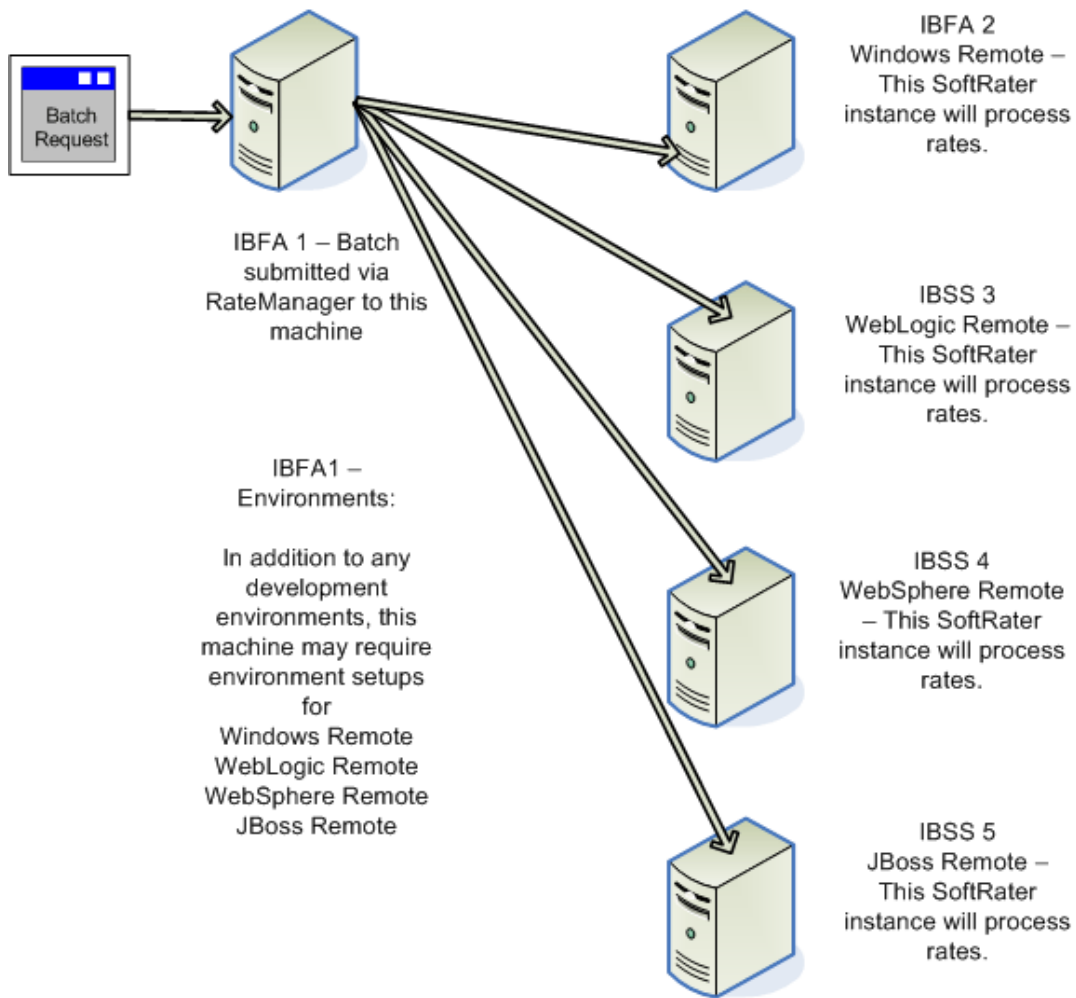 Batch
Request
IBFA 1 – Batch
submitted via
RateManager to this
machine
IBFA1 –
Environments:
In addition to any
development
environments, this
machine may require
environment setups
for
Windows Remote
WebLogic Remote
WebSphere Remote
JBoss Remote
IBFA 2
Windows Remote –
This SoftRater
instance will process
rates.
IBSS 3
WebLogic Remote –
This SoftRater
instance will process
rates.
IBSS 4
WebSphere Remote
– This SoftRater
instance will process
rates.
IBSS 5
JBoss Remote –
This SoftRater
instance will process
rates.